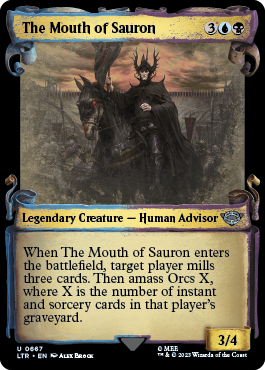 The Mouth of Sauron 3
Legendary Creature — Human Advisor
When The Mouth of Sauron enters
the battlefield, target player mills
three cards. Then amass Orcs X,
where X is the number of instant
and sorcery cards in that player's
graveyard.
3/4
U 0667
LTR • EN Alex Brock
© MEE
™ & © 2023 Wizards of the Coast